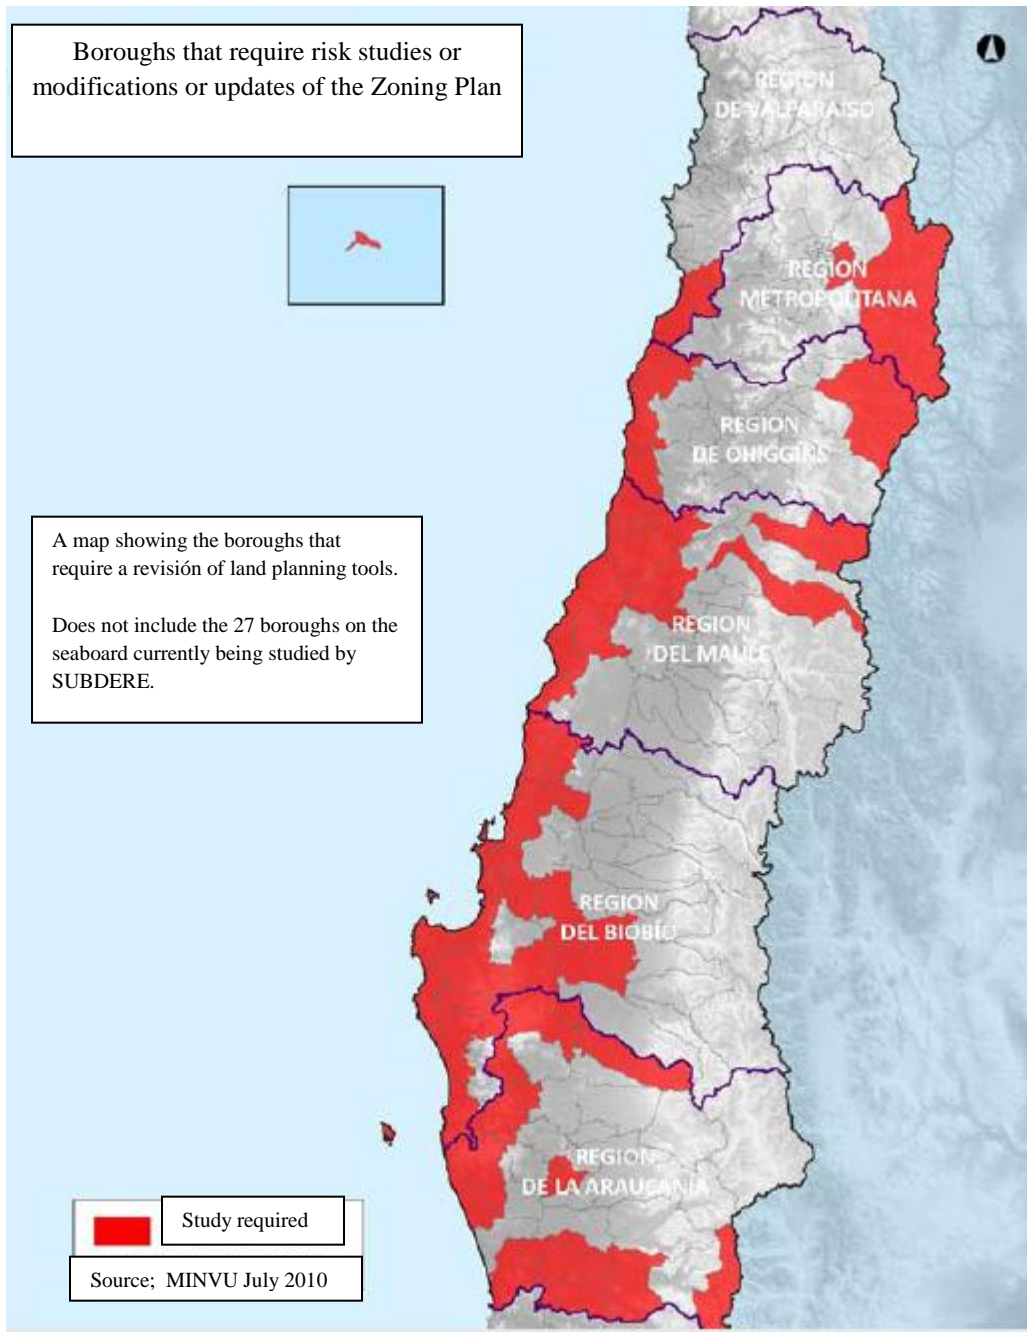 Boroughs that require risk studies or
modifications or updates of the Zoning Plan
REGION
DE VALPARAISO
REGION
METROPOLITANA
REGION
DE OHIGGINS
A map showing the boroughs that
require a revisión of land planning tools.
Does not include the 27 boroughs on the
seaboard currently being studied by
SUBDERE.
REGION
DEL MAULE
REGION
DEL BIOBÍO
REGION
DE LA ARAUCANÍA
Study required
Source; MINVU July 2010